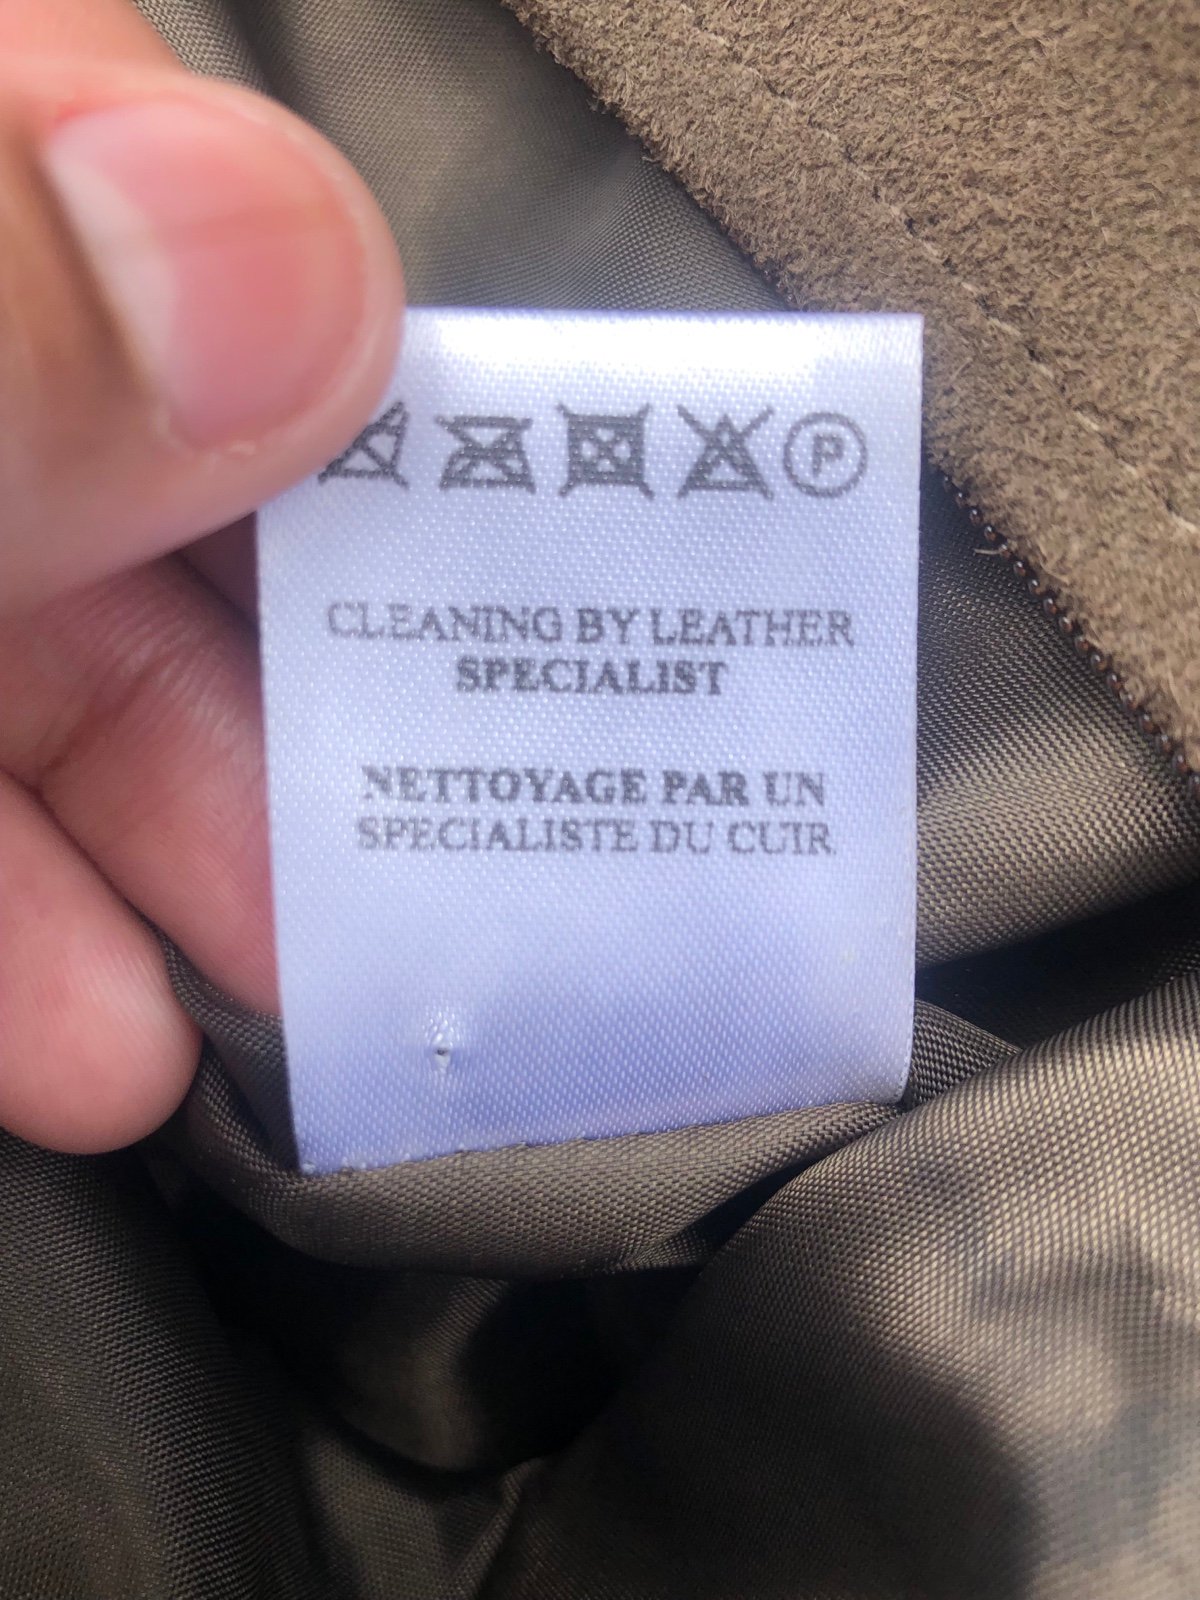 P
CLEANING BY LEATHER
SPECIALIST
NETTOYAGE PAR UN
SPECIALISTE DU CUIR